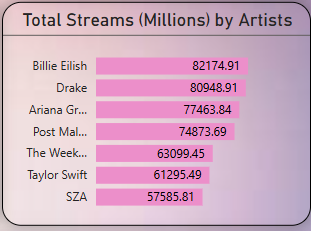 Total Streams (Millions) by Artists
Billie Eilish 82174.91
Drake 80948.91
Ariana Gr... 77463.84
Post Mal... 74873.69
The Week... 63099.45
Taylor Swift 61295.49
SZA 57585.81